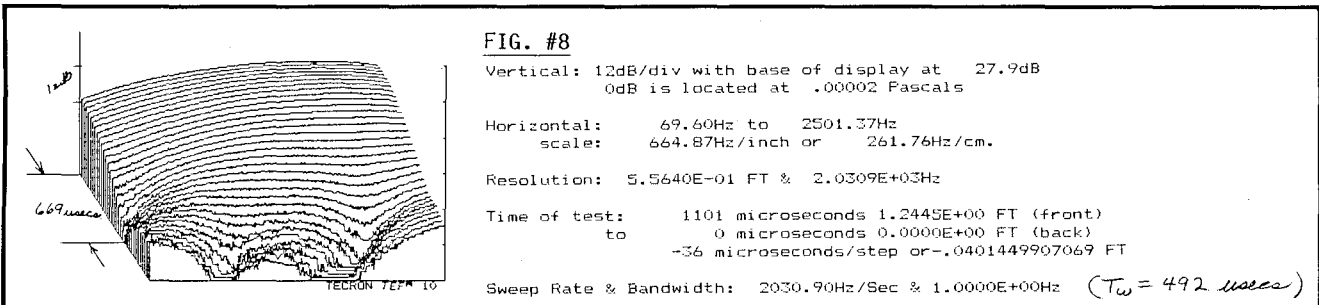 12dB
669 usecs
TECRON TEF® 10
FIG. #8
Vertical: 12dB/div with base of display at 27.9dB
0dB is located at .00002 Pascals
Horizontal: 69.60Hz to 2501.37Hz
scale: 664.87Hz/inch or 261.76Hz/cm.
Resolution: 5.5640E-01 FT & 2.0309E+03Hz
Time of test: 1101 microseconds 1.2445E+00 FT (front)
to 0 microseconds 0.0000E+00 FT (back)
-36 microseconds/step or-.0401449907069 FT
Sweep Rate & Bandwidth: 2030.90Hz/Sec & 1.0000E+00Hz (Tω = 492 usecs)